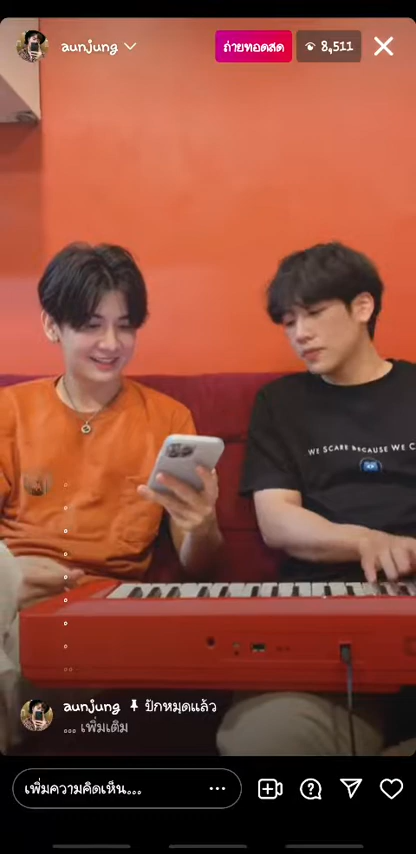 aunjung
ถ่ายทอดสด
8,511
WE SCARE BECAUSE WE C
aunjung ปักหมุดแล้ว
... เพิ่มเติม
เพิ่มความคิดเห็น...